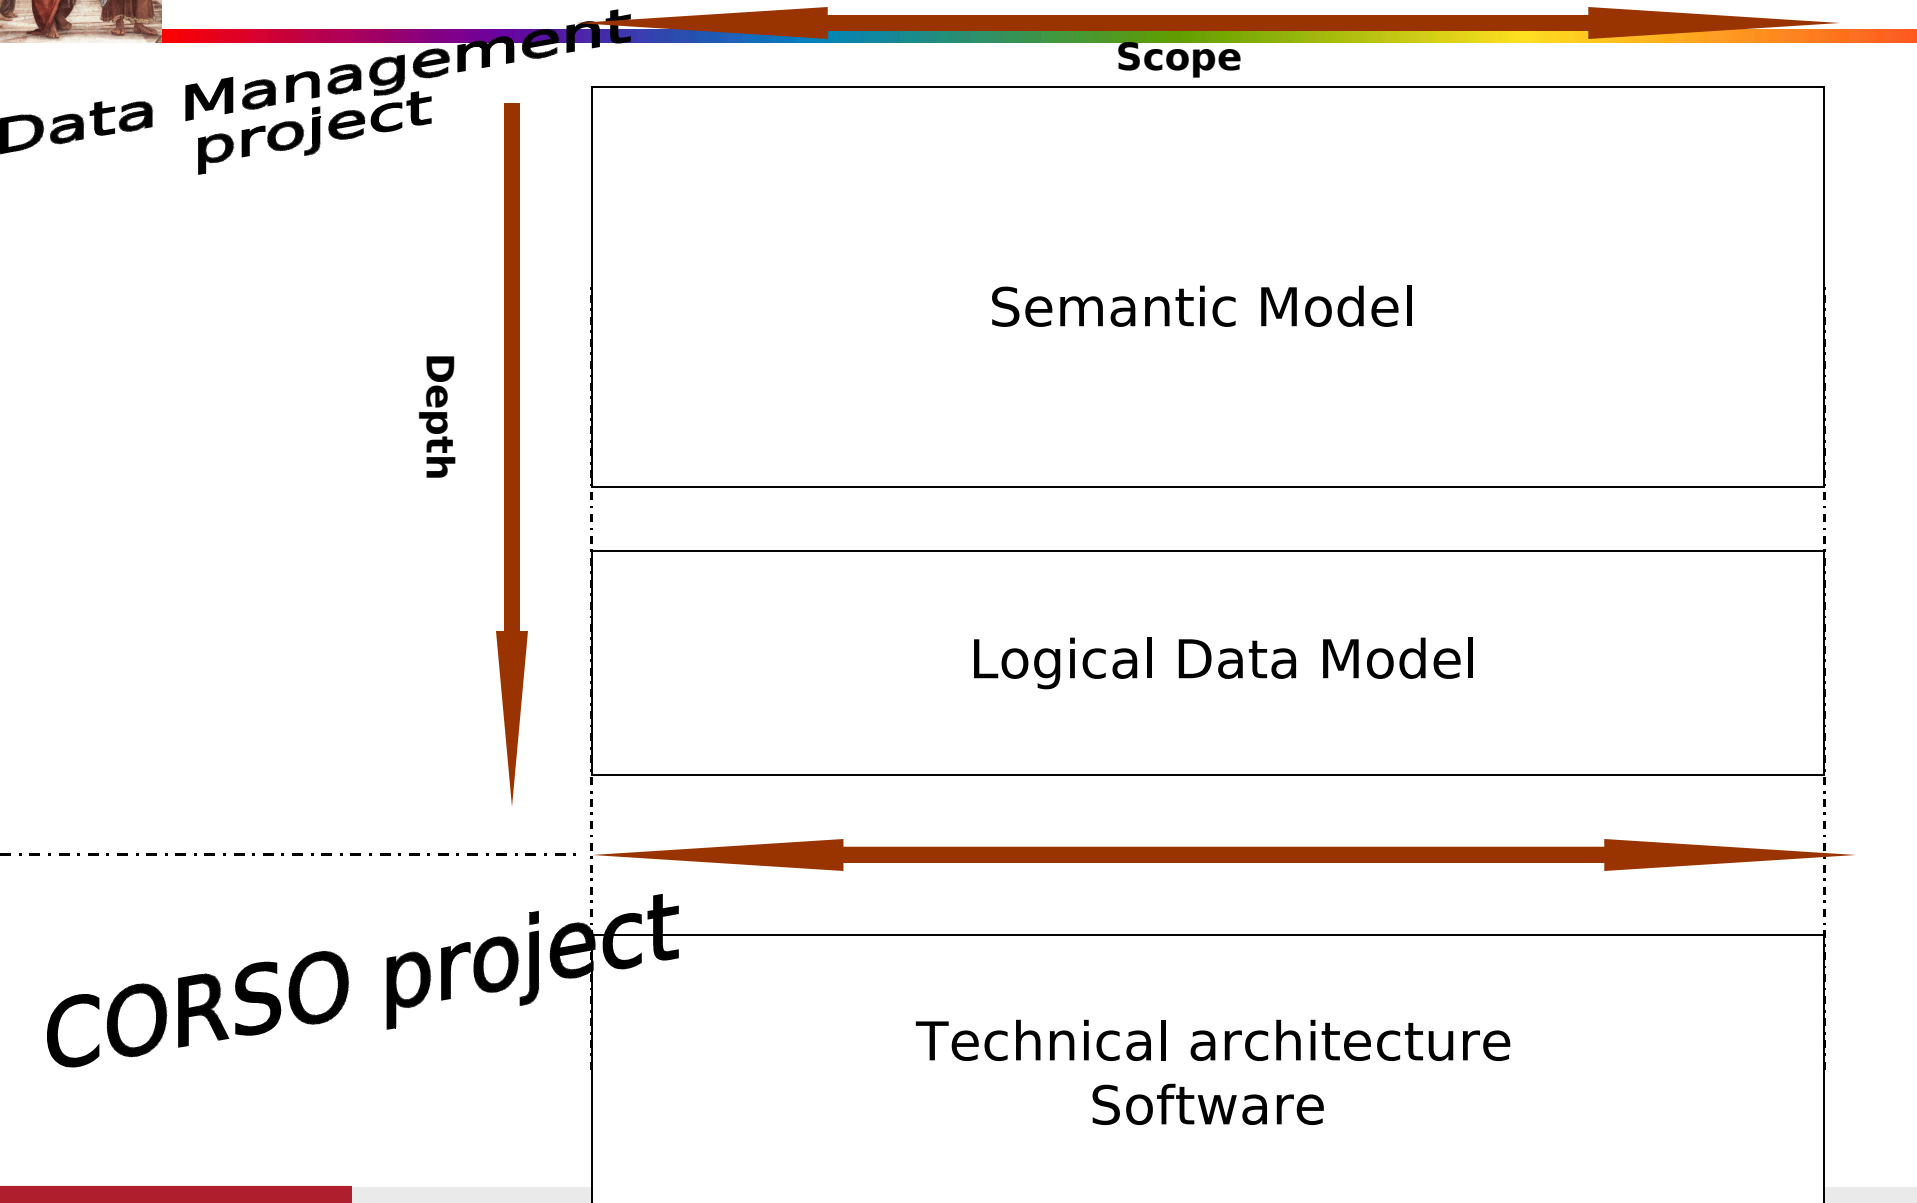 Data Management
project
Scope
Depth
Semantic Model
Logical Data Model
CORSO project
Technical architecture
Software